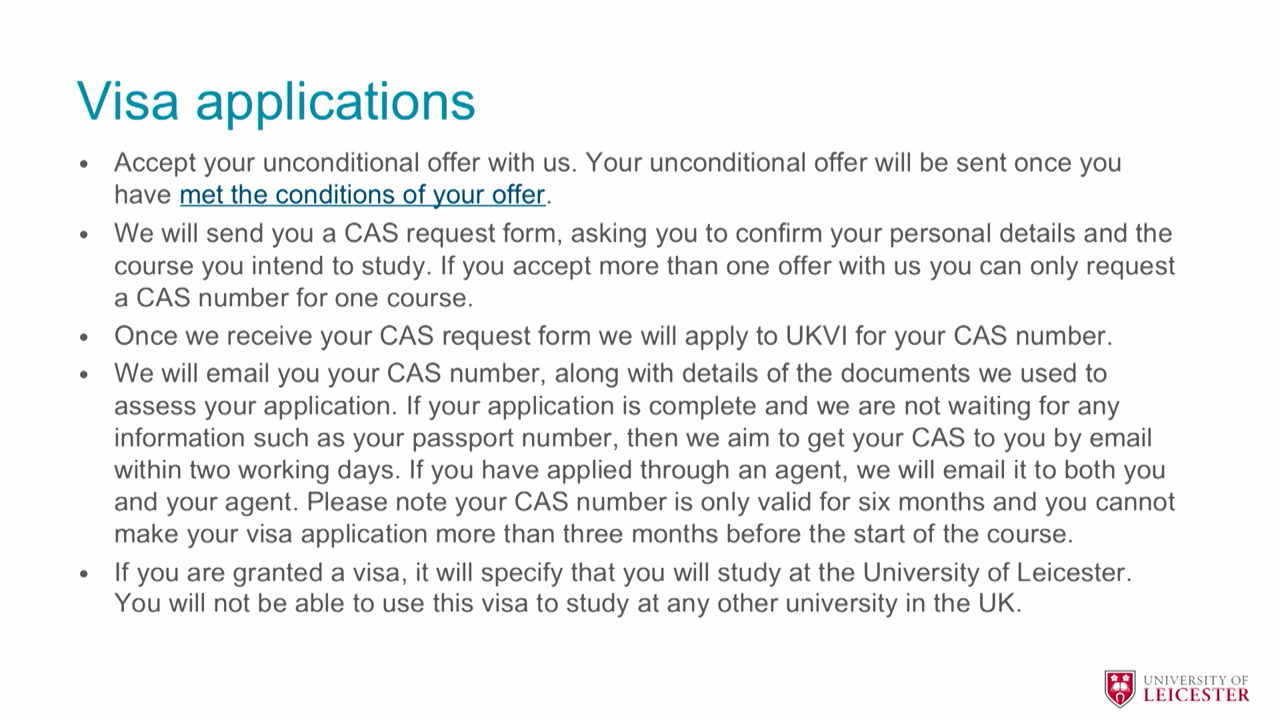 Visa applications
• Accept your unconditional offer with us. Your unconditional offer will be sent once you
have met the conditions of your offer.
• We will send you a CAS request form, asking you to confirm your personal details and the
course you intend to study. If you accept more than one offer with us you can only request
a CAS number for one course.
• Once we receive your CAS request form we will apply to UKVI for your CAS number.
• We will email you your CAS number, along with details of the documents we used to
assess your application. If your application is complete and we are not waiting for any
information such as your passport number, then we aim to get your CAS to you by email
within two working days. If you have applied through an agent, we will email it to both you
and your agent. Please note your CAS number is only valid for six months and you cannot
make your visa application more than three months before the start of the course.
• If you are granted a visa, it will specify that you will study at the University of Leicester.
You will not be able to use this visa to study at any other university in the UK.
UNIVERSITY OF
LEICESTER